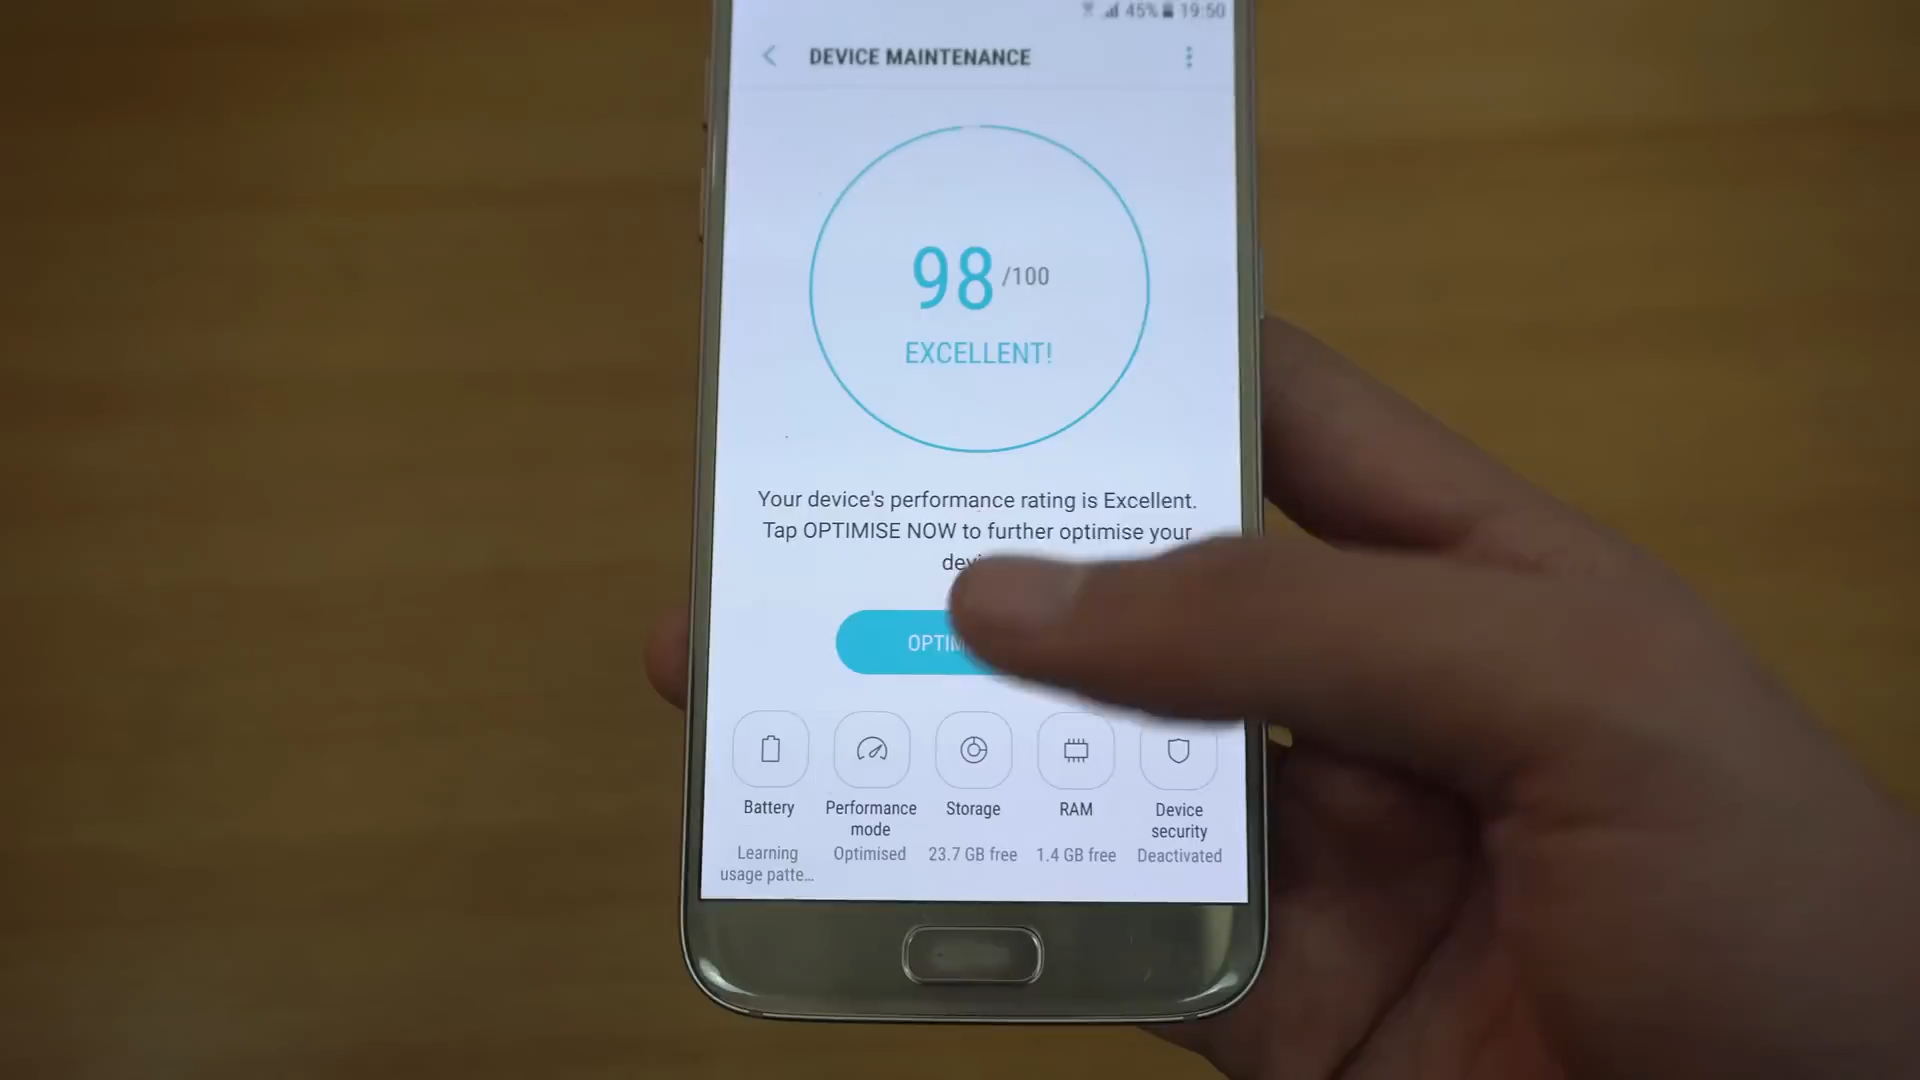 45% 19:50
DEVICE MAINTENANCE
98 /100
EXCELLENT!
Your device's performance rating is Excellent.
Tap OPTIMISE NOW to further optimise your
Battery
Performance
mode
Storage
RAM
Device
security
Learning
usage patte...
Optimised
23.7 GB free
1.4 GB free
Deactivated